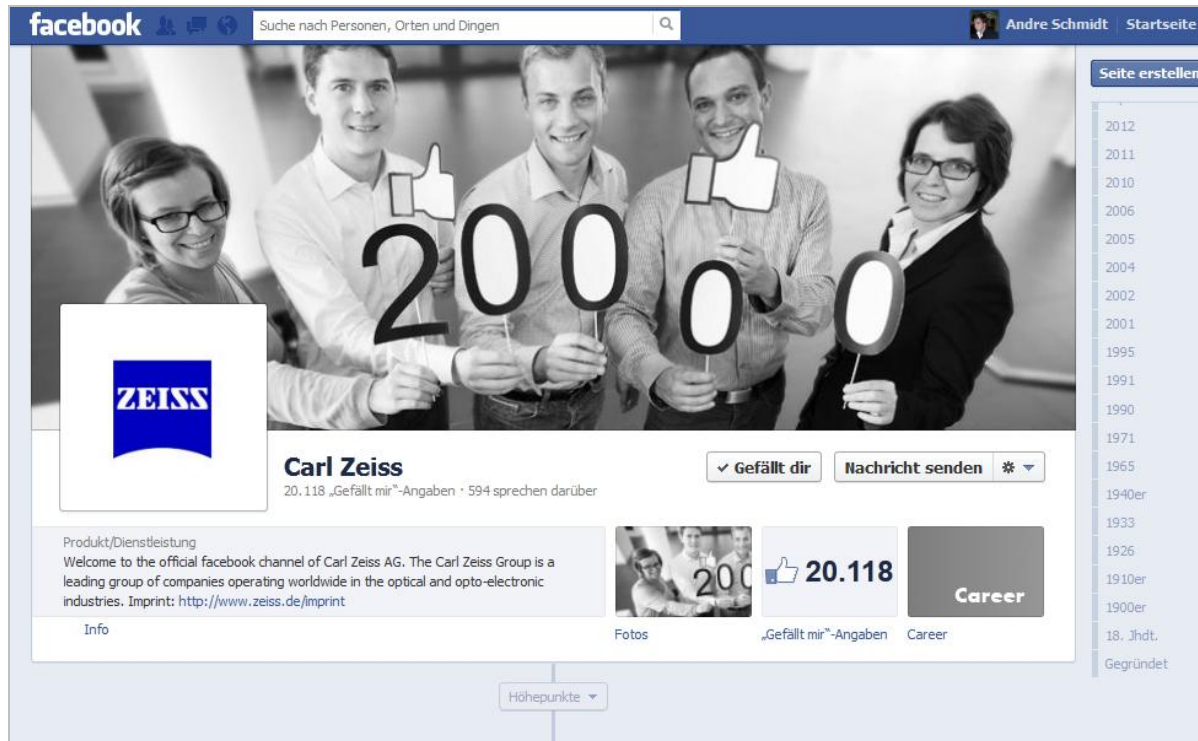 facebook
Suche nach Personen, Orten und Dingen
Andre Schmidt
Startseite
Seite erstellen
200 00
ZEISS
Carl Zeiss
20.118 „Gefällt mir“-Angaben · 594 sprechen darüber
Gefällt dir
Nachricht senden
Produkt/Dienstleistung
Welcome to the official facebook channel of Carl Zeiss AG. The Carl Zeiss Group is a
leading group of companies operating worldwide in the optical and opto-electronic
industries. Imprint: http://www.zeiss.de/imprint
Info
200
Fotos
20.118
„Gefällt mir“-Angaben
Career
Career
Höhepunkte
2012
2011
2010
2006
2005
2004
2002
2001
1995
1991
1990
1971
1965
1940er
1933
1926
1910er
1900er
18. Jhdt.
Gegründet